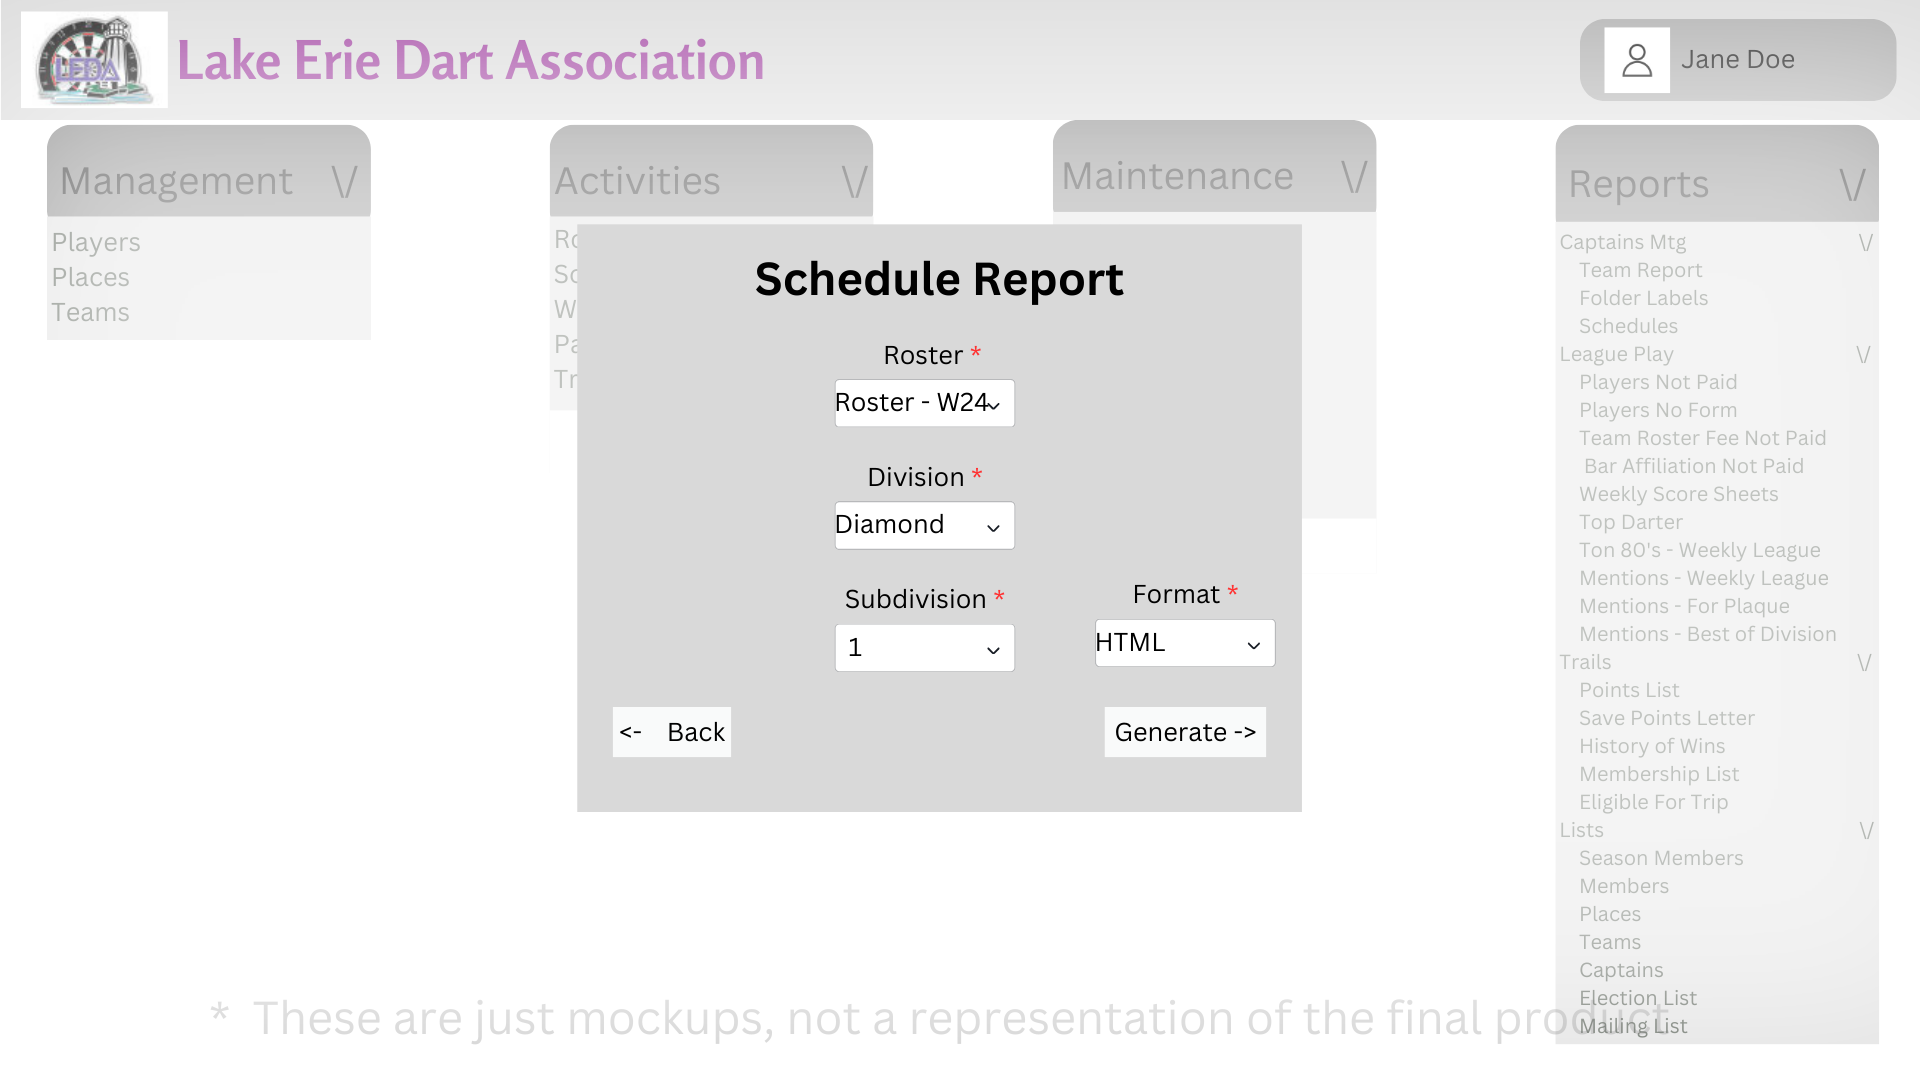 LEDA
Lake Erie Dart Association
Jane Doe
Management \/
Players
Places
Teams
Activities \/
Ro
Sc
W
Pa
Tr
Maintenance \/
Schedule Report
Roster *
Roster - W24
Division *
Diamond
Subdivision *
1
Format *
HTML
<- Back
Generate ->
Reports \/
Captains Mtg \/
Team Report
Folder Labels
Schedules
League Play \/
Players Not Paid
Players No Form
Team Roster Fee Not Paid
Bar Affiliation Not Paid
Weekly Score Sheets
Top Darter
Ton 80's - Weekly League
Mentions - Weekly League
Mentions - For Plaque
Mentions - Best of Division
Trails \/
Points List
Save Points Letter
History of Wins
Membership List
Eligible For Trip
Lists \/
Season Members
Members
Places
Teams
Captains
Election List
Mailing List
* These are just mockups, not a representation of the final product